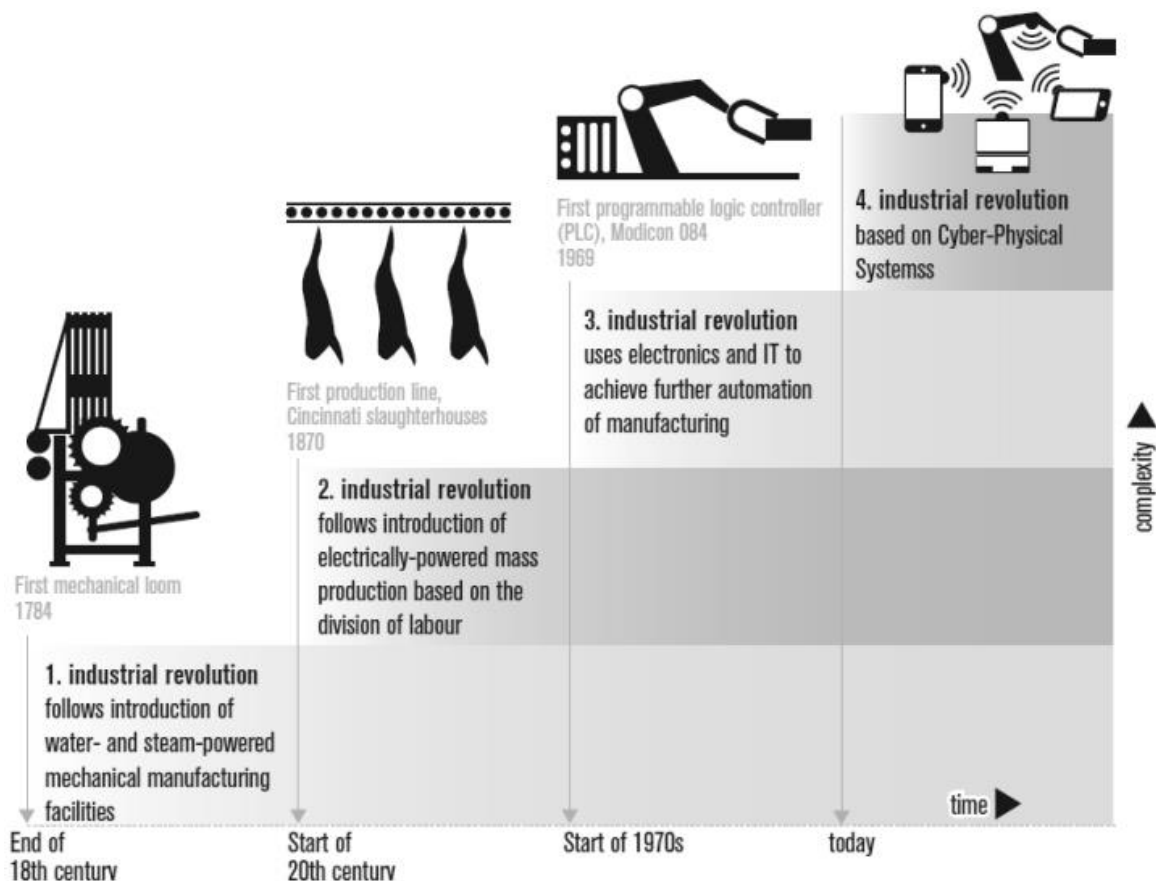 4. industrial revolution
based on Cyber-Physical
Systemss
First programmable logic controller
(PLC), Modicon 084
1969
3. industrial revolution
uses electronics and IT to
achieve further automation
of manufacturing
First production line,
Cincinnati slaughterhouses
1870
2. industrial revolution
follows introduction of
electrically-powered mass
production based on the
division of labour
First mechanical loom
1784
1. industrial revolution
follows introduction of
water- and steam-powered
mechanical manufacturing
facilities
complexity
time
End of
18th century
Start of
20th century
Start of 1970s
today